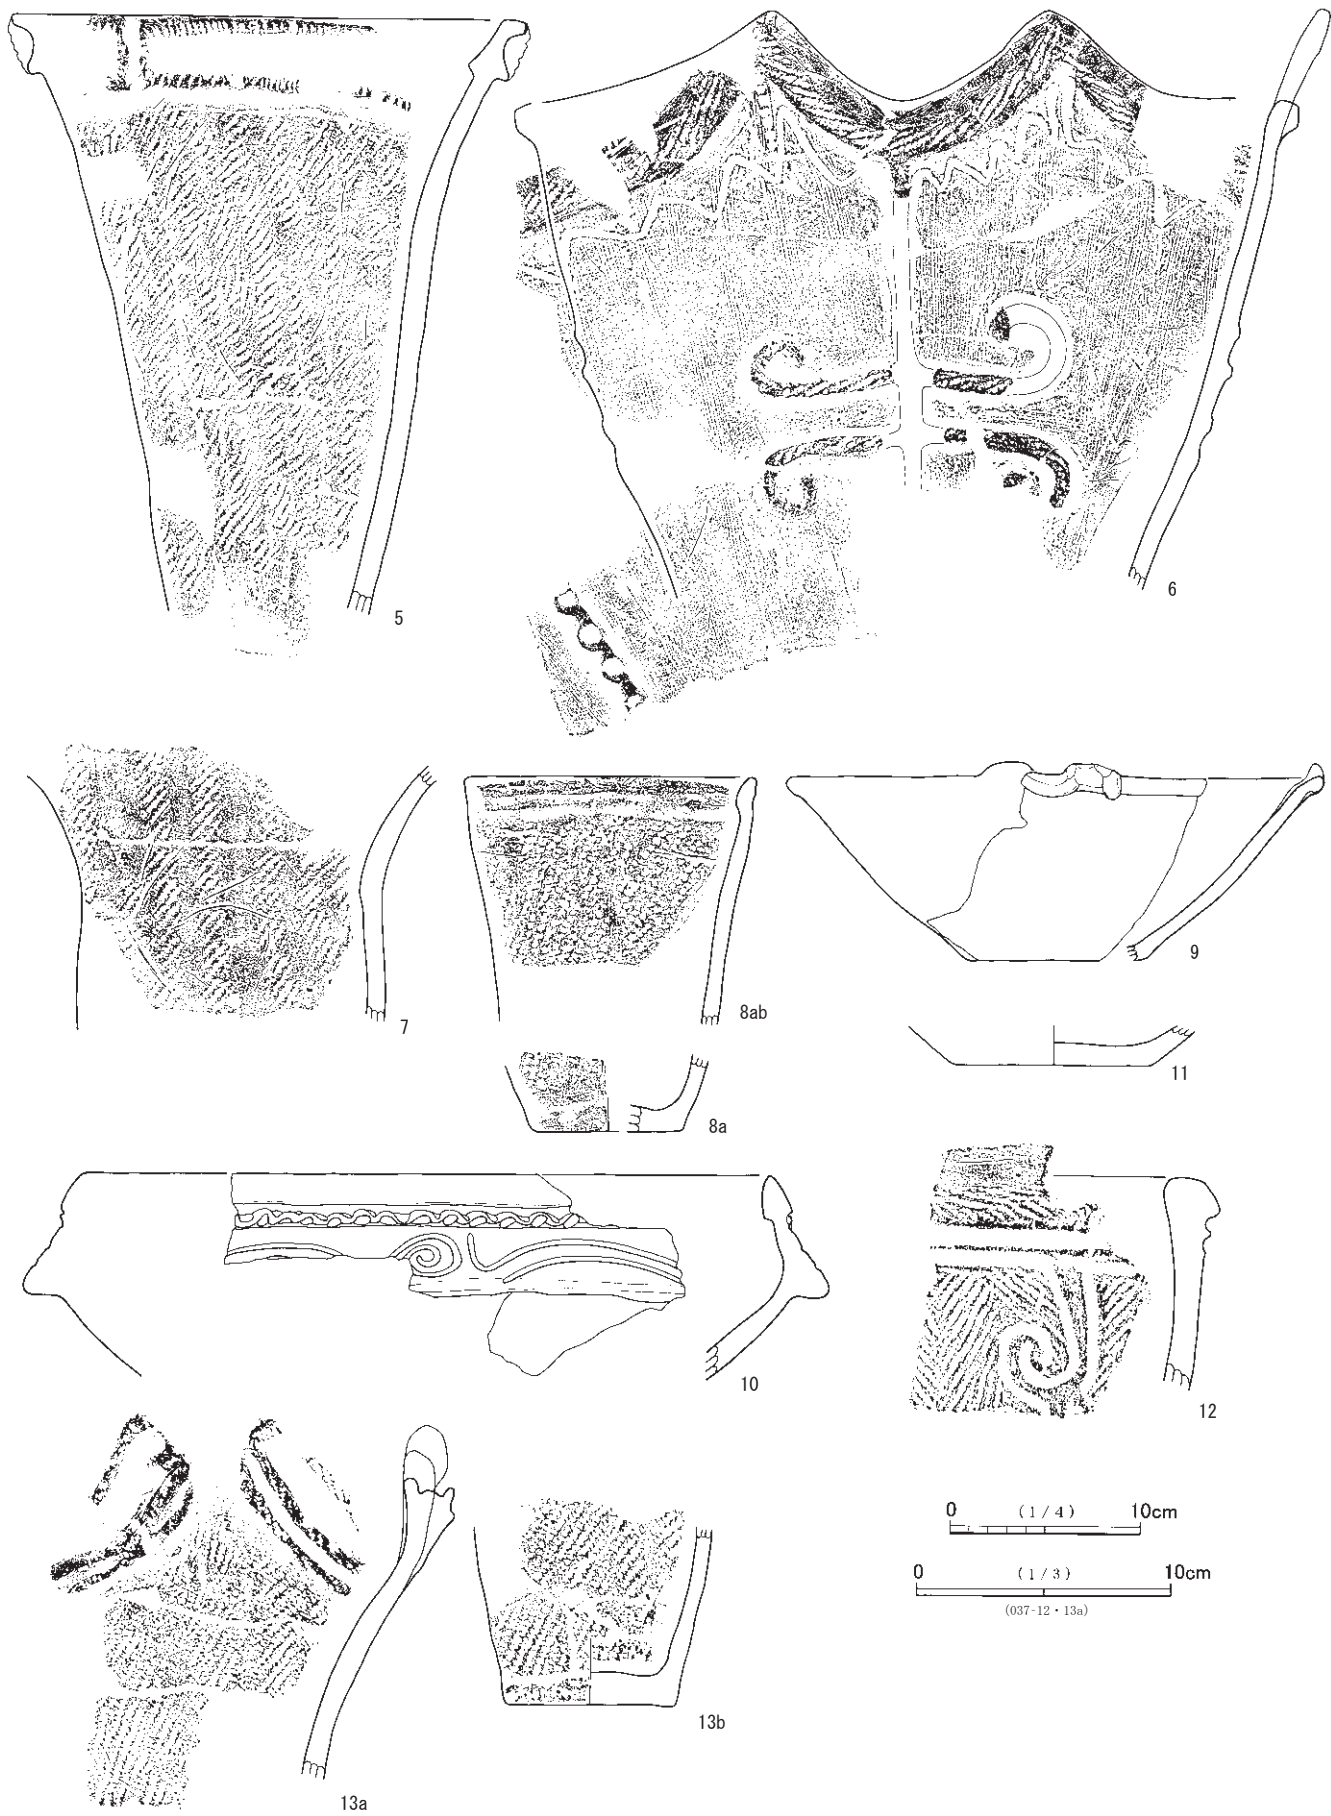 5
6
7
8ab
9
8a
11
10
12
0 (1/4) 10cm
0 (1/3) 10cm
(037-12・13a)
13a
13b